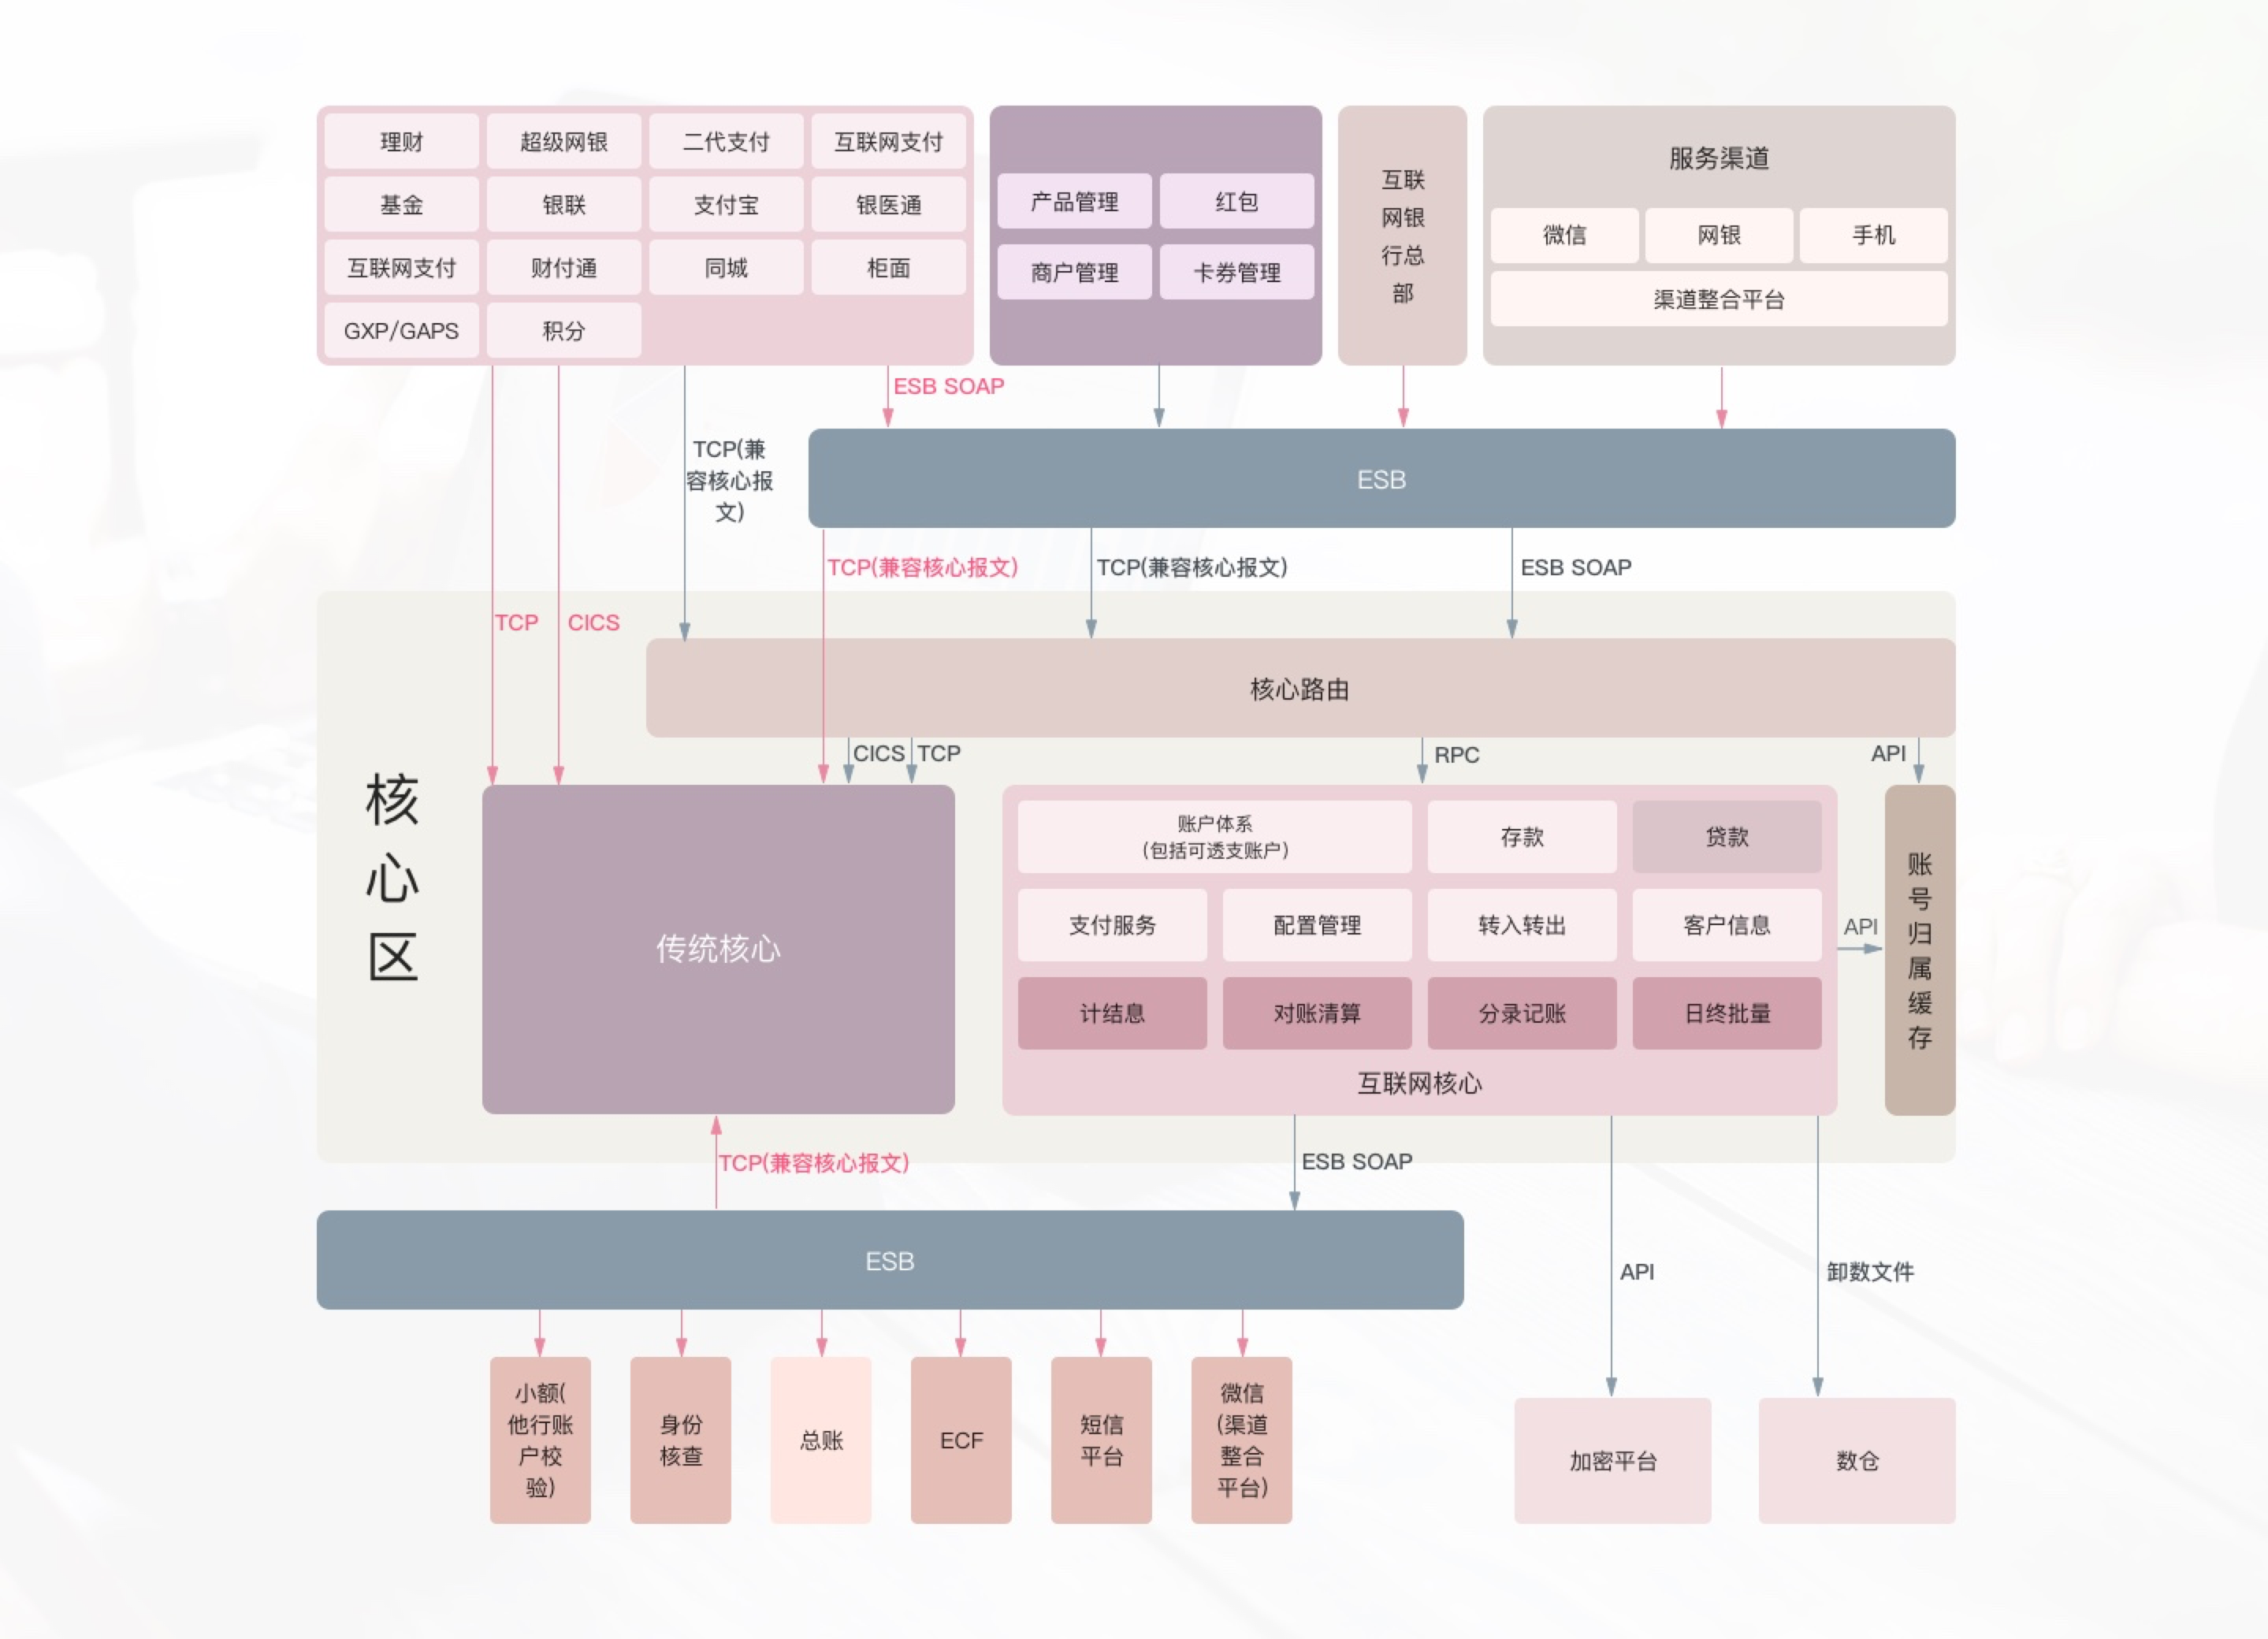 理财
超级网银
二代支付
互联网支付
基金
银联
支付宝
银医通
互联网支付
财付通
同城
柜面
GXP/GAPS
积分
产品管理
红包
商户管理
卡券管理
互联
网银
行总
部
服务渠道
微信
网银
手机
渠道整合平台
ESB SOAP
TCP(兼
容核心报
文)
ESB
TCP(兼容核心报文)
TCP(兼容核心报文)
ESB SOAP
TCP
CICS
核心路由
CICS
TCP
RPC
API
核
心
区
传统核心
账户体系
(包括可透支账户)
存款
贷款
支付服务
配置管理
转入转出
客户信息
计结息
对账清算
分录记账
日终批量
互联网核心
API
账
号
归
属
缓
存
TCP(兼容核心报文)
ESB SOAP
ESB
API
卸数文件
小额(
他行账
户校
验)
身份
核查
总账
ECF
短信
平台
微信
(渠道
整合
平台)
加密平台
数仓